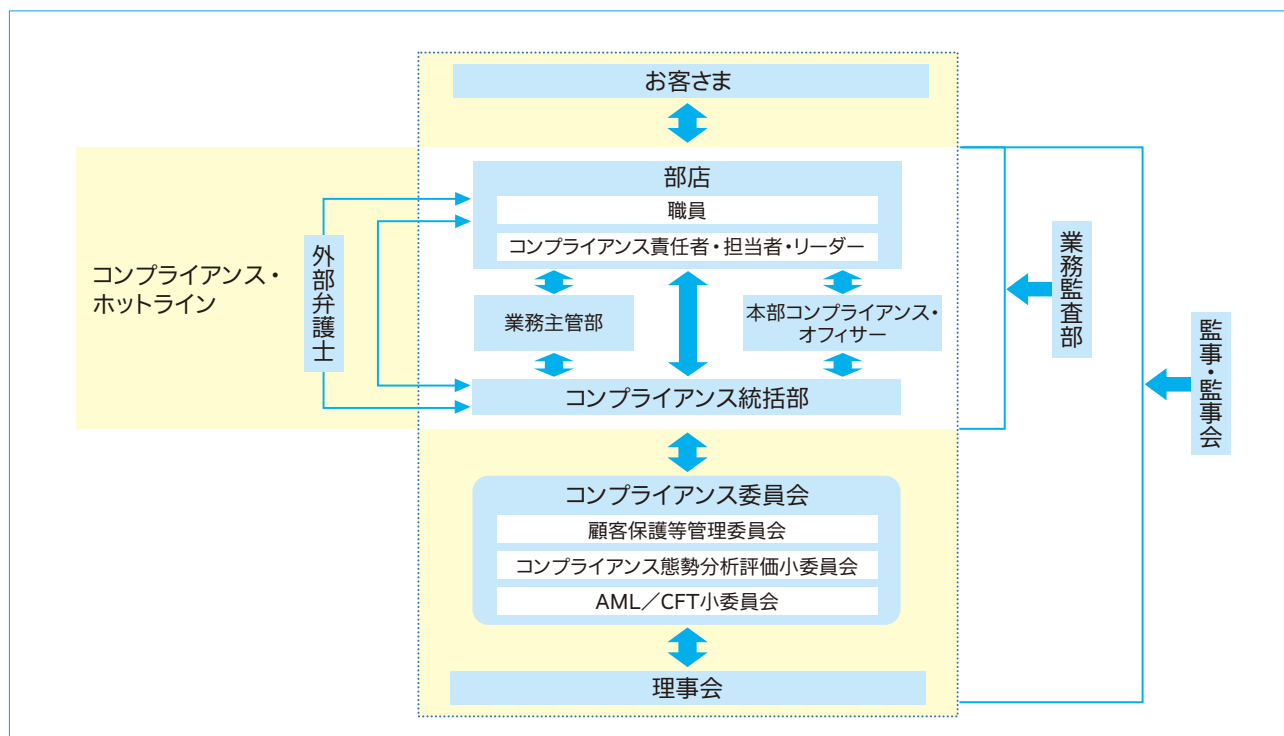 お客さま
部店
職員
コンプライアンス責任者・担当者・リーダー
業務主管部
本部コンプライアンス・
オフィサー
コンプライアンス統括部
コンプライアンス・
ホットライン
外部弁護士
業務監査部
監事・監事会
コンプライアンス委員会
顧客保護等管理委員会
コンプライアンス態勢分析評価小委員会
AML／CFT小委員会
理事会